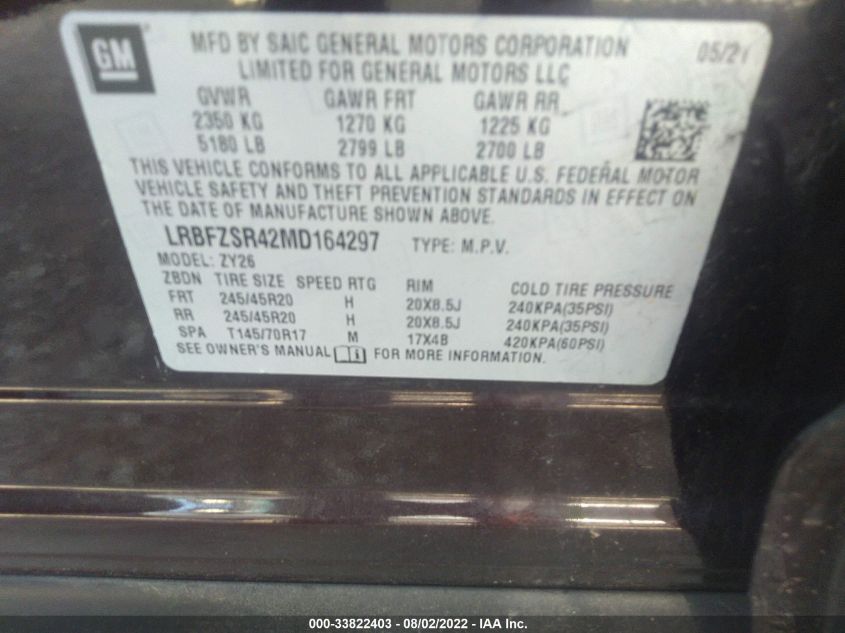 GM
MFD BY SAIC GENERAL MOTORS CORPORATION 05/21
LIMITED FOR GENERAL MOTORS LLC
GVWR GAWR FRT GAWR RR
2350 KG 1270 KG 1225 KG
5180 LB 2799 LB 2700 LB
THIS VEHICLE CONFORMS TO ALL APPLICABLE U.S. FEDERAL MOTOR
VEHICLE SAFETY AND THEFT PREVENTION STANDARDS IN EFFECT ON
THE DATE OF MANUFACTURE SHOWN ABOVE.
LRBFZSR42MD164297 TYPE: M.P.V.
MODEL: ZY26
ZBDN TIRE SIZE SPEED RTG RIM COLD TIRE PRESSURE
FRT 245/45R20 H 20X8.5J 240KPA(35PSI)
RR 245/45R20 H 20X8.5J 240KPA(35PSI)
SPA T145/70R17 M 17X4B 420KPA(60PSI)
SEE OWNER'S MANUAL FOR MORE INFORMATION.
000-33822403 - 08/02/2022 - IAA Inc.